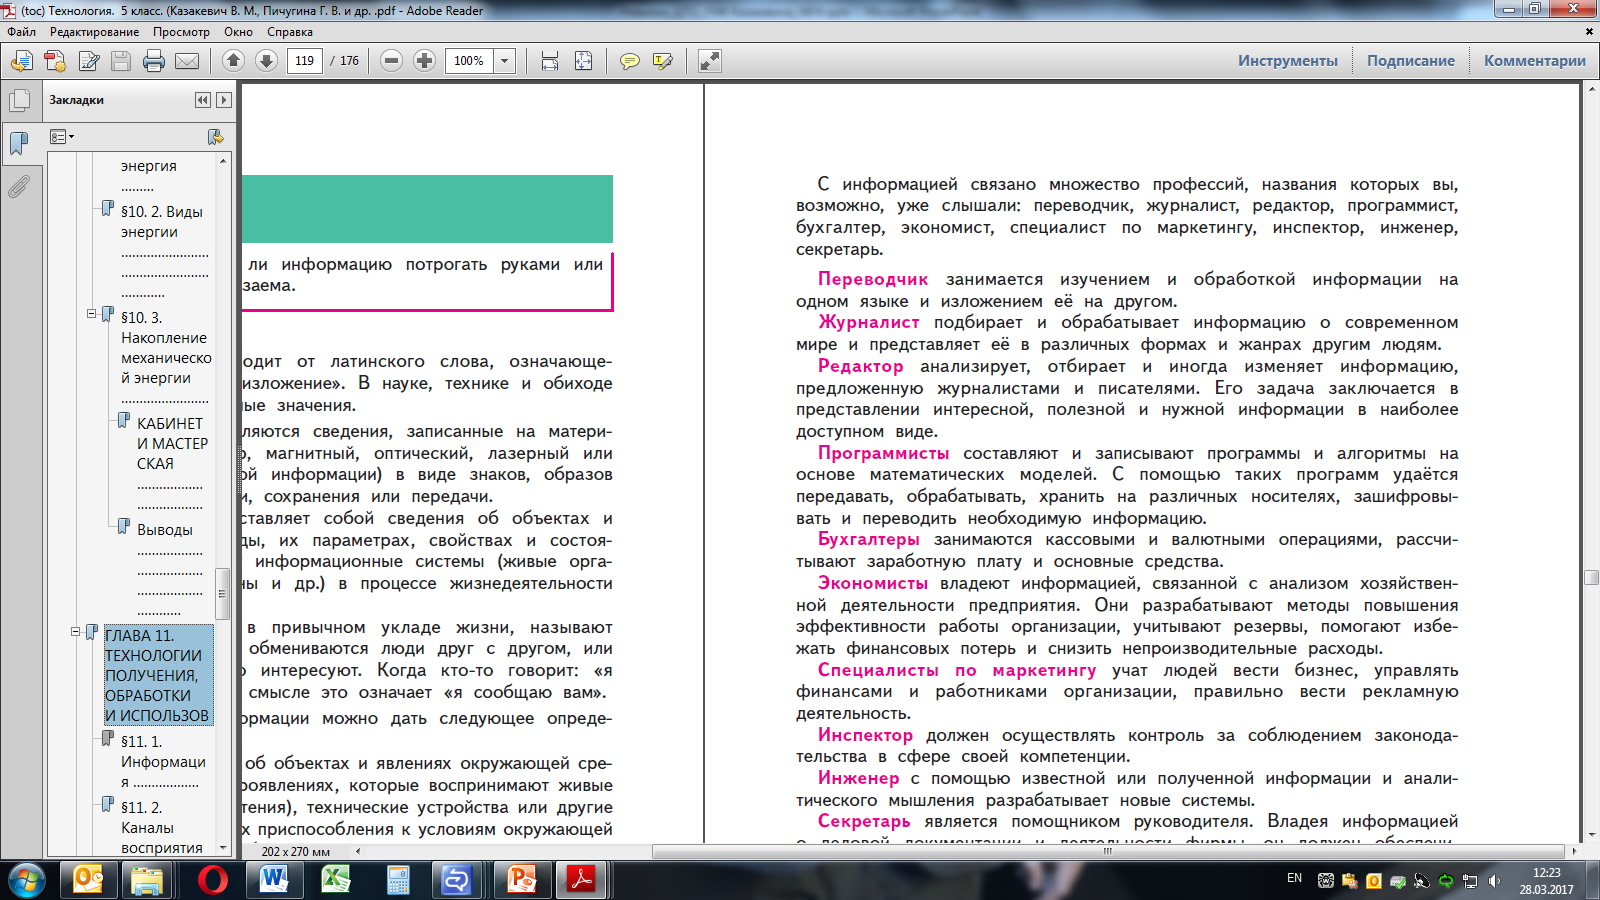 (toc) Технология.  5 класс. (Казакевич В. М., Пичугина Г. В. и др. .pdf - Adobe Reader
Файл Редактирование Просмотр Окно Справка
119 / 176 100% Инструменты Подписание Комментарии
Закладки
энергия
.........
§10. 2. Виды
энергии
........................
........................
............
§10. 3.
Накопление
механическо
й энергии
........................
КАБИНЕТ
И МАСТЕР
СКАЯ
..................
..................
Выводы
..................
..................
..................
............
ГЛАВА 11.
ТЕХНОЛОГИИ
ПОЛУЧЕНИЯ,
ОБРАБОТКИ
И ИСПОЛЬЗОВ
§11. 1.
Информаци
я ..................
§11. 2.
Каналы
восприятия
ли информацию потрогать руками или
заема.
одит от латинского слова, означающе-
изложение». В науке, технике и обиходе
ые значения.
ляются сведения, записанные на матери-
, магнитный, оптический, лазерный или
ой информации) в виде знаков, образов
и, сохранения или передачи.
ставляет собой сведения об объектах и
ды, их параметрах, свойствах и состоя-
информационные системы (живые орга-
ны и др.) в процессе жизнедеятельности
в привычном укладе жизни, называют
обмениваются люди друг с другом, или
о интересуют. Когда кто-то говорит: «я
смысле это означает «я сообщаю вам».
ормации можно дать следующее опреде-
об объектах и явлениях окружающей сре-
роявлениях, которые воспринимают живые
тения), технические устройства или другие
х приспособления к условиям окружающей
202 x 270 мм
С информацией связано множество профессий, названия которых вы,
возможно, уже слышали: переводчик, журналист, редактор, программист,
бухгалтер, экономист, специалист по маркетингу, инспектор, инженер,
секретарь.
Переводчик занимается изучением и обработкой информации на
одном языке и изложением её на другом.
Журналист подбирает и обрабатывает информацию о современном
мире и представляет её в различных формах и жанрах другим людям.
Редактор анализирует, отбирает и иногда изменяет информацию,
предложенную журналистами и писателями. Его задача заключается в
представлении интересной, полезной и нужной информации в наиболее
доступном виде.
Программисты составляют и записывают программы и алгоритмы на
основе математических моделей. С помощью таких программ удаётся
передавать, обрабатывать, хранить на различных носителях, зашифровы-
вать и переводить необходимую информацию.
Бухгалтеры занимаются кассовыми и валютными операциями, рассчи-
тывают заработную плату и основные средства.
Экономисты владеют информацией, связанной с анализом хозяйствен-
ной деятельности предприятия. Они разрабатывают методы повышения
эффективности работы организации, учитывают резервы, помогают избе-
жать финансовых потерь и снизить непроизводительные расходы.
Специалисты по маркетингу учат людей вести бизнес, управлять
финансами и работниками организации, правильно вести рекламную
деятельность.
Инспектор должен осуществлять контроль за соблюдением законода-
тельства в сфере своей компетенции.
Инженер с помощью известной или полученной информации и анали-
тического мышления разрабатывает новые системы.
Секретарь является помощником руководителя. Владея информацией
о деловой документации и деятельности фирмы, он должен обеспечи-
EN 12:23
28.03.2017